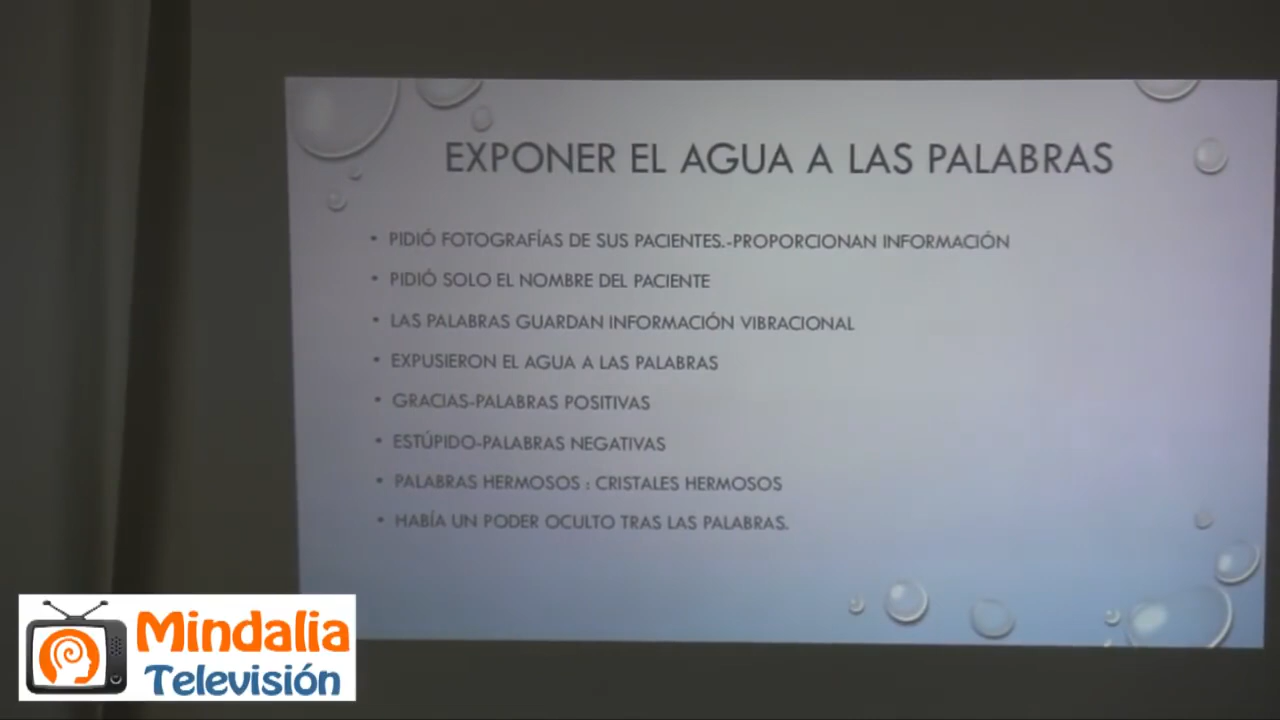 EXPONER EL AGUA A LAS PALABRAS
• PIDIÓ FOTOGRAFÍAS DE SUS PACIENTES.-PROPORCIONAN INFORMACIÓN
• PIDIÓ SOLO EL NOMBRE DEL PACIENTE
• LAS PALABRAS GUARDAN INFORMACIÓN VIBRACIONAL
• EXPUSIERON EL AGUA A LAS PALABRAS
• GRACIAS-PALABRAS POSITIVAS
• ESTÚPIDO-PALABRAS NEGATIVAS
• PALABRAS HERMOSOS : CRISTALES HERMOSOS
• HABÍA UN PODER OCULTO TRAS LAS PALABRAS.
Mindalia
Televisión